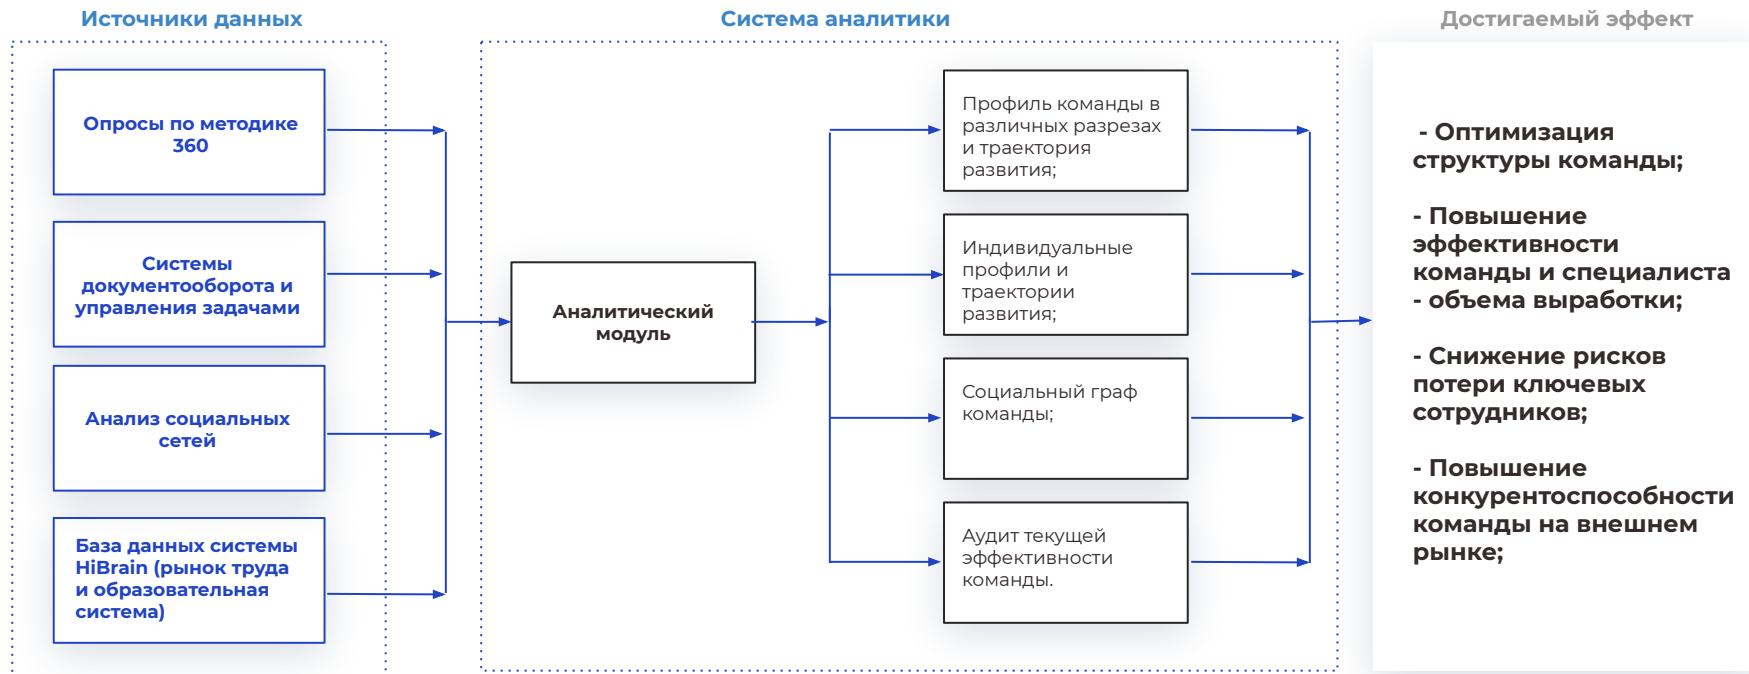 Источники данных
Система аналитики
Достигаемый эффект
Опросы по методике
360
Системы
документооборота и
управления задачами
Анализ социальных
сетей
База данных системы
HiBrain (рынок труда
и образовательная
система)
Аналитический
модуль
Профиль команды в
различных разрезах
и траектория
развития;
Индивидуальные
профили и
траектории
развития;
Социальный граф
команды;
Аудит текущей
эффективности
команды.
- Оптимизация
структуры команды;
- Повышение
эффективности
команды и специалиста
- объема выработки;
- Снижение рисков
потери ключевых
сотрудников;
- Повышение
конкурентоспособности
команды на внешнем
рынке;